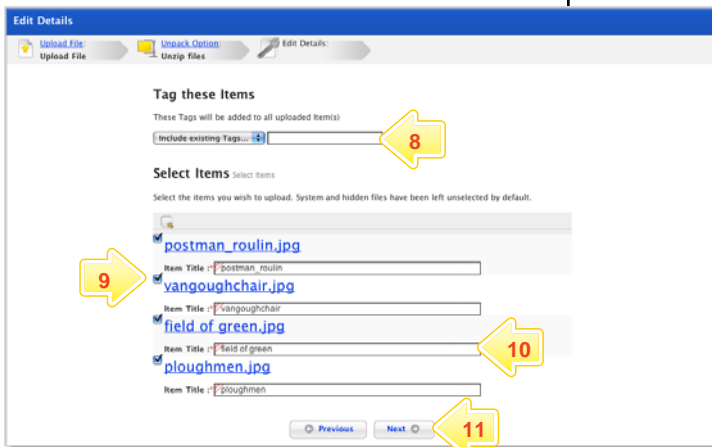 Edit Details
Upload File: Unpack Option: Edit Details:
Upload File Unzip files
Tag these Items
These Tags will be added to all uploaded Item(s)
Include existing Tags...
8
Select Items Select Items
Select the items you wish to upload. System and hidden files have been left unselected by default.
postman_roulin.jpg
Item Title :* postman_roulin
9
vangoughchair.jpg
Item Title :* vangoughchair
field of green.jpg
Item Title :* field of green
10
ploughmen.jpg
Item Title :* ploughmen
Previous Next
11